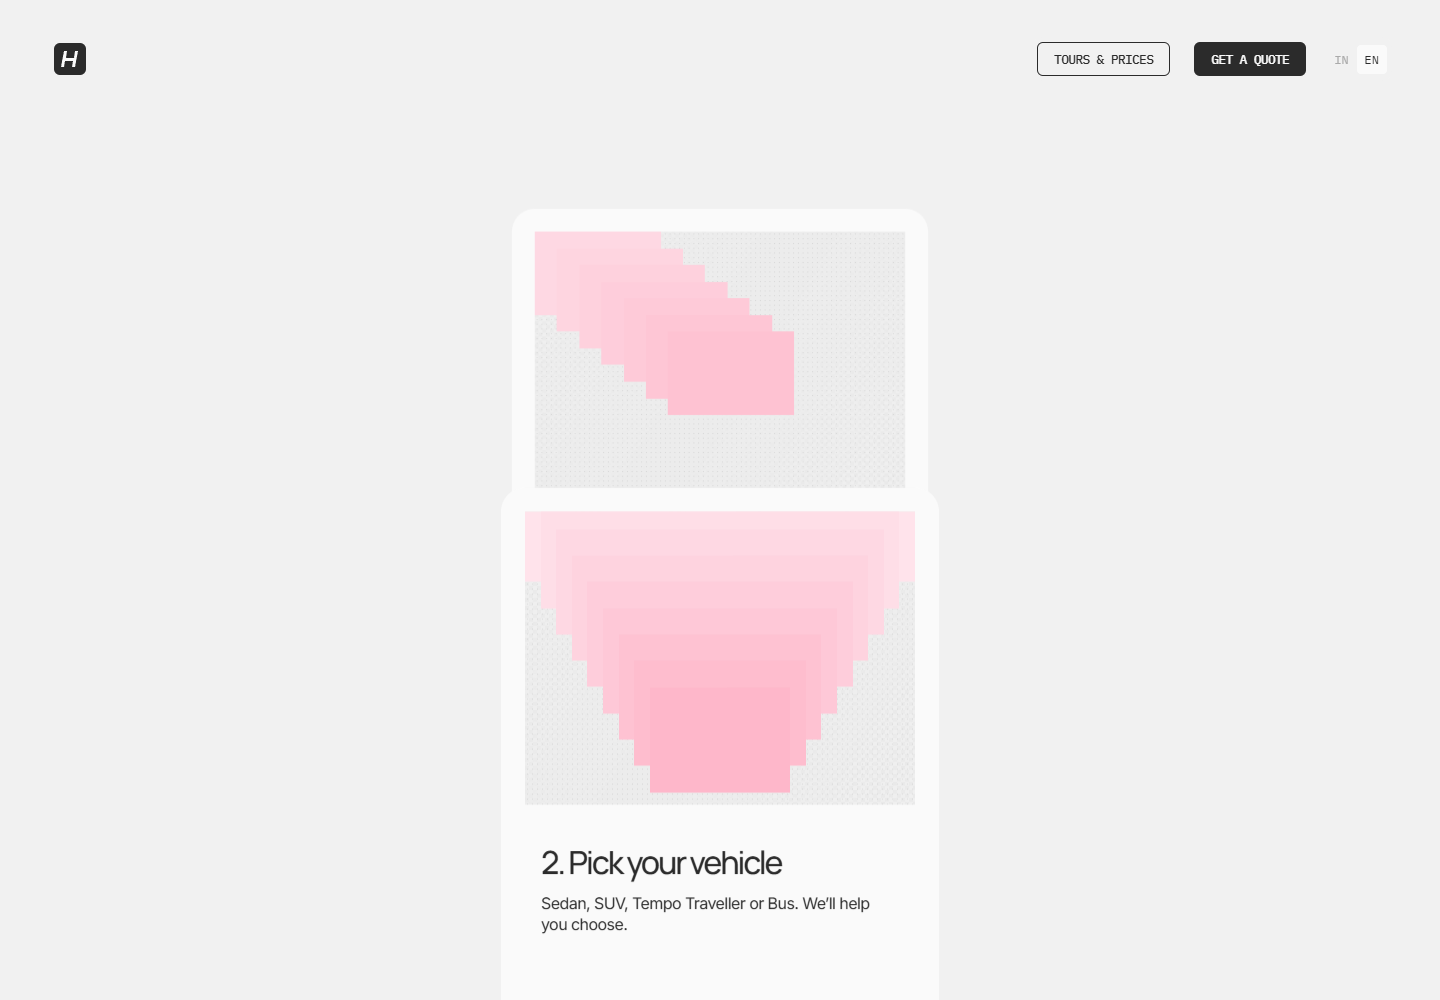 H
TOURS & PRICES
GET A QUOTE
IN
EN
2. Pick your vehicle
Sedan, SUV, Tempo Traveller or Bus. We’ll help
you choose.